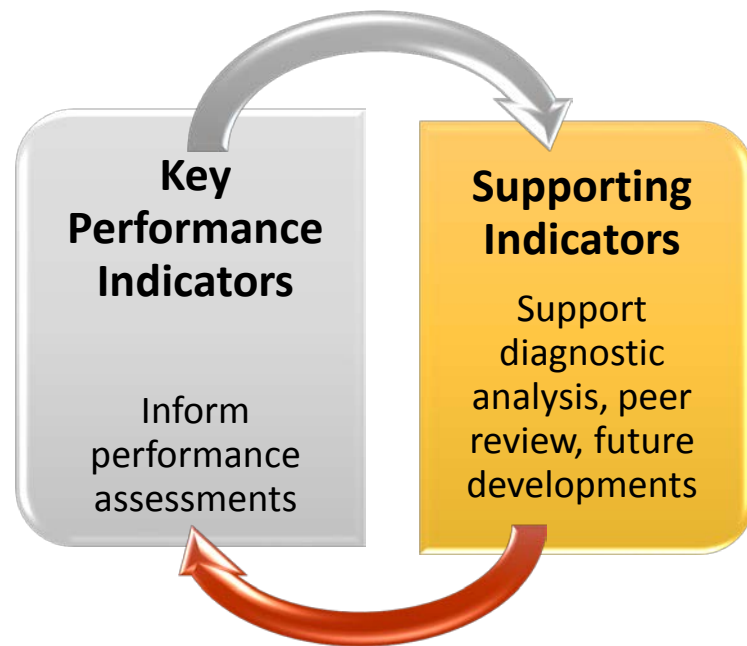 Key
Performance
Indicators
Inform
performance
assessments
Supporting
Indicators
Support
diagnostic
analysis, peer
review, future
developments